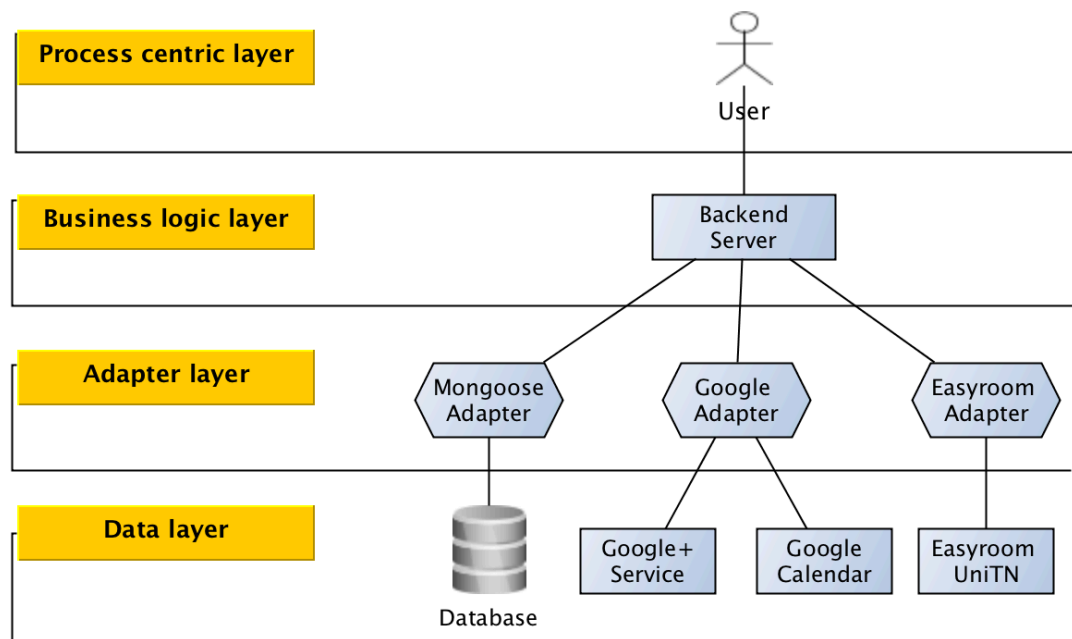 Process centric layer
User
Business logic layer
Backend
Server
Adapter layer
Mongoose
Adapter
Google
Adapter
Easyroom
Adapter
Data layer
Database
Google+
Service
Google
Calendar
Easyroom
UniTN